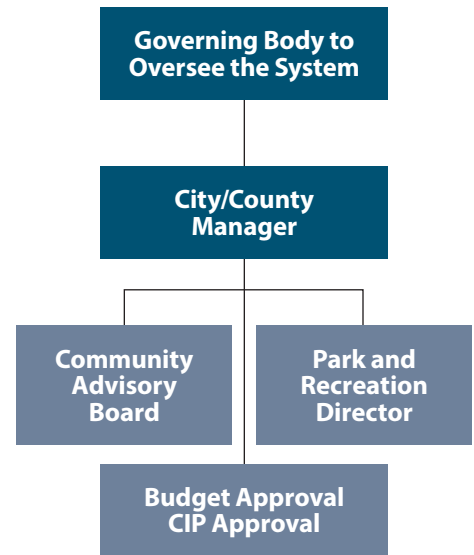 Governing Body to
Oversee the System
City/County
Manager
Community
Advisory
Board
Park and
Recreation
Director
Budget Approval
CIP Approval